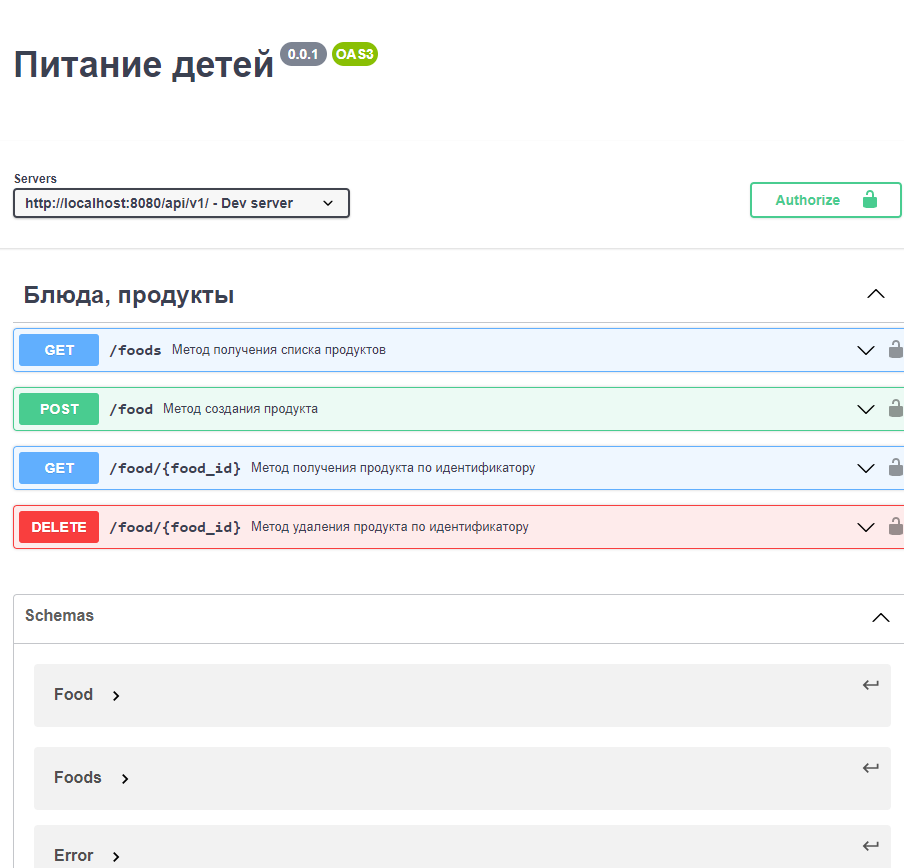 Питание детей 0.0.1 OAS3
Servers
http://localhost:8080/api/v1/ - Dev server
Authorize
Блюда, продукты
GET /foods Метод получения списка продуктов
POST /food Метод создания продукта
GET /food/{food_id} Метод получения продукта по идентификатору
DELETE /food/{food_id} Метод удаления продукта по идентификатору
Schemas
Food
Foods
Error